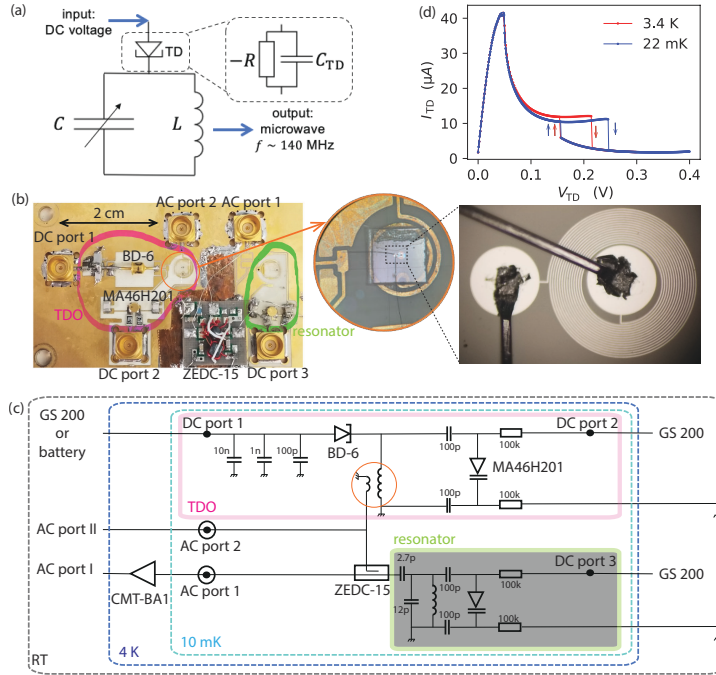 (a)
input:
DC voltage
TD
−R
C_TD
C
L
output:
microwave
f ~ 140 MHz
(d)
3.4 K
22 mK
I_TD (μA)
40
30
20
10
0
0.0
0.1
0.2
0.3
0.4
V_TD (V)
(b)
2 cm
AC port 2
AC port 1
DC port 1
BD-6
MA46H201
TDO
resonator
DC port 2
ZEDC-15
DC port 3
(c)
GS 200
or
battery
DC port 1
DC port 2
GS 200
10n
1n
100p
BD-6
100p
100k
MA46H201
100p
100k
TDO
AC port II
AC port 2
resonator
AC port I
CMT-BA1
AC port 1
ZEDC-15
2.7p
12p
100p
100k
DC port 3
GS 200
100p
100k
RT
4 K
10 mK